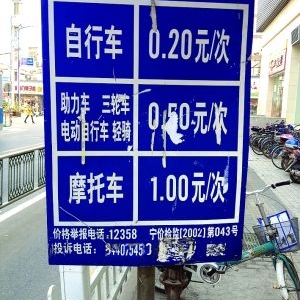 自行车 0.20元/次
助力车 三轮车
电动自行车 轻骑 0.50元/次
摩托车 1.00元/次
价格举报电话:12358 宁价检监[2002]第043号
投诉电话: